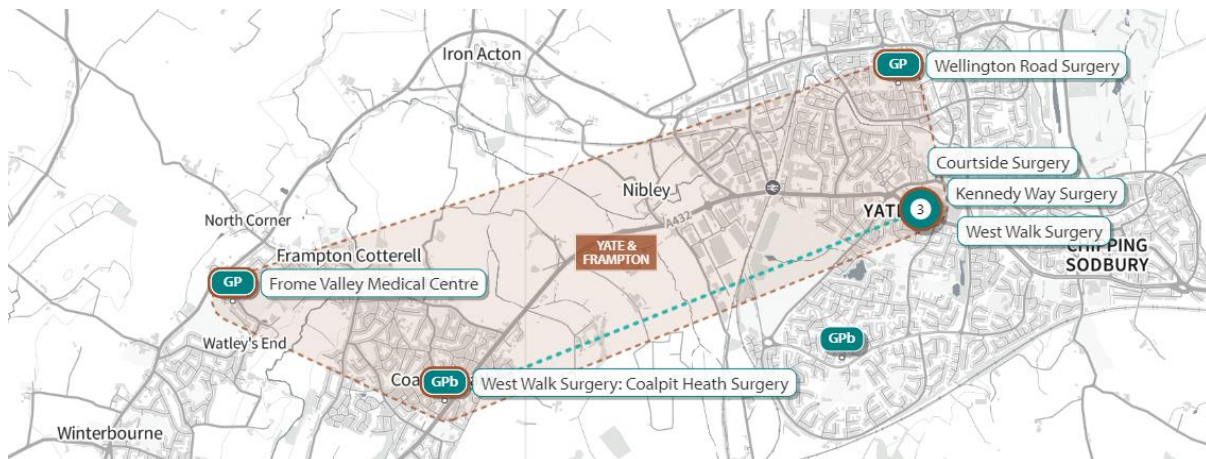 Iron Acton
GP
Wellington Road Surgery
Courtside Surgery
Nibley
Kennedy Way Surgery
North Corner
A432
3
West Walk Surgery
CHIPPING
SODBURY
YATE &
FRAMPTON
Frampton Cotterell
GP
Frome Valley Medical Centre
Watley's End
GPb
GPb
West Walk Surgery: Coalpit Heath Surgery
Winterbourne